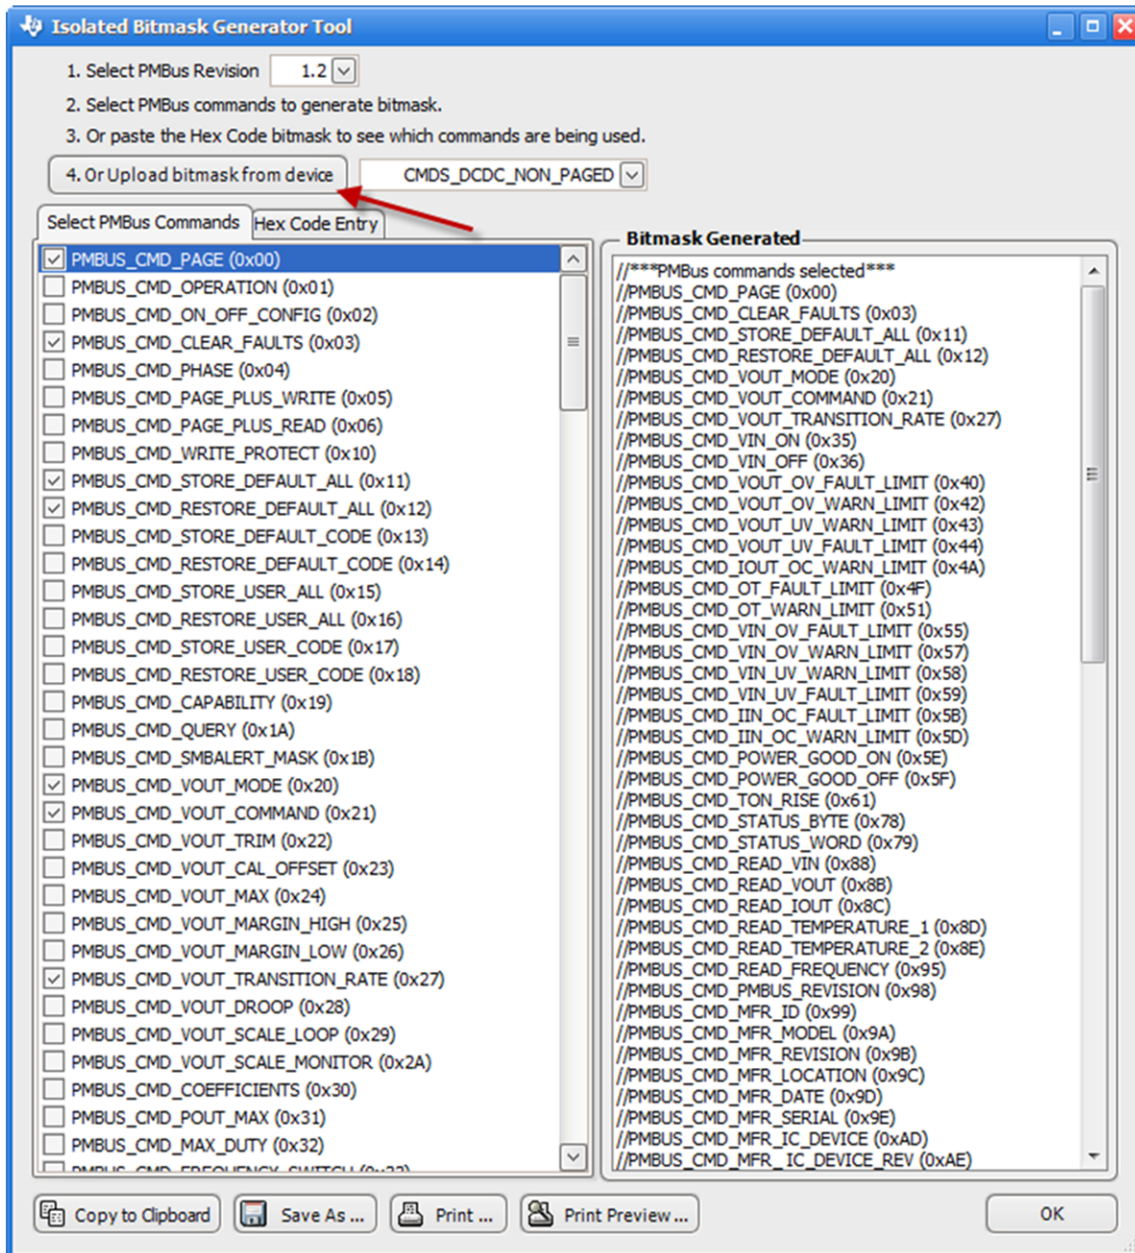 Isolated Bitmask Generator Tool
1. Select PMBus Revision 1.2
2. Select PMBus commands to generate bitmask.
3. Or paste the Hex Code bitmask to see which commands are being used.
4. Or Upload bitmask from device CMDS_DCDC_NON_PAGED
Select PMBus Commands Hex Code Entry
PMBUS_CMD_PAGE (0x00)
PMBUS_CMD_OPERATION (0x01)
PMBUS_CMD_ON_OFF_CONFIG (0x02)
PMBUS_CMD_CLEAR_FAULTS (0x03)
PMBUS_CMD_PHASE (0x04)
PMBUS_CMD_PAGE_PLUS_WRITE (0x05)
PMBUS_CMD_PAGE_PLUS_READ (0x06)
PMBUS_CMD_WRITE_PROTECT (0x10)
PMBUS_CMD_STORE_DEFAULT_ALL (0x11)
PMBUS_CMD_RESTORE_DEFAULT_ALL (0x12)
PMBUS_CMD_STORE_DEFAULT_CODE (0x13)
PMBUS_CMD_RESTORE_DEFAULT_CODE (0x14)
PMBUS_CMD_STORE_USER_ALL (0x15)
PMBUS_CMD_RESTORE_USER_ALL (0x16)
PMBUS_CMD_STORE_USER_CODE (0x17)
PMBUS_CMD_RESTORE_USER_CODE (0x18)
PMBUS_CMD_CAPABILITY (0x19)
PMBUS_CMD_QUERY (0x1A)
PMBUS_CMD_SMBALERT_MASK (0x1B)
PMBUS_CMD_VOUT_MODE (0x20)
PMBUS_CMD_VOUT_COMMAND (0x21)
PMBUS_CMD_VOUT_TRIM (0x22)
PMBUS_CMD_VOUT_CAL_OFFSET (0x23)
PMBUS_CMD_VOUT_MAX (0x24)
PMBUS_CMD_VOUT_MARGIN_HIGH (0x25)
PMBUS_CMD_VOUT_MARGIN_LOW (0x26)
PMBUS_CMD_VOUT_TRANSITION_RATE (0x27)
PMBUS_CMD_VOUT_DROOP (0x28)
PMBUS_CMD_VOUT_SCALE_LOOP (0x29)
PMBUS_CMD_VOUT_SCALE_MONITOR (0x2A)
PMBUS_CMD_COEFFICIENTS (0x30)
PMBUS_CMD_POUT_MAX (0x31)
PMBUS_CMD_MAX_DUTY (0x32)
Bitmask Generated
//***PMBus commands selected***
//PMBUS_CMD_PAGE (0x00)
//PMBUS_CMD_CLEAR_FAULTS (0x03)
//PMBUS_CMD_STORE_DEFAULT_ALL (0x11)
//PMBUS_CMD_RESTORE_DEFAULT_ALL (0x12)
//PMBUS_CMD_VOUT_MODE (0x20)
//PMBUS_CMD_VOUT_COMMAND (0x21)
//PMBUS_CMD_VOUT_TRANSITION_RATE (0x27)
//PMBUS_CMD_VIN_ON (0x35)
//PMBUS_CMD_VIN_OFF (0x36)
//PMBUS_CMD_VOUT_OV_FAULT_LIMIT (0x40)
//PMBUS_CMD_VOUT_OV_WARN_LIMIT (0x42)
//PMBUS_CMD_VOUT_UV_WARN_LIMIT (0x43)
//PMBUS_CMD_VOUT_UV_FAULT_LIMIT (0x44)
//PMBUS_CMD_IOUT_OC_WARN_LIMIT (0x4A)
//PMBUS_CMD_OT_FAULT_LIMIT (0x4F)
//PMBUS_CMD_OT_WARN_LIMIT (0x51)
//PMBUS_CMD_VIN_OV_FAULT_LIMIT (0x55)
//PMBUS_CMD_VIN_OV_WARN_LIMIT (0x57)
//PMBUS_CMD_VIN_UV_WARN_LIMIT (0x58)
//PMBUS_CMD_VIN_UV_FAULT_LIMIT (0x59)
//PMBUS_CMD_IIN_OC_FAULT_LIMIT (0x5B)
//PMBUS_CMD_IIN_OC_WARN_LIMIT (0x5D)
//PMBUS_CMD_POWER_GOOD_ON (0x5E)
//PMBUS_CMD_POWER_GOOD_OFF (0x5F)
//PMBUS_CMD_TON_RISE (0x61)
//PMBUS_CMD_STATUS_BYTE (0x78)
//PMBUS_CMD_STATUS_WORD (0x79)
//PMBUS_CMD_READ_VIN (0x88)
//PMBUS_CMD_READ_VOUT (0x8B)
//PMBUS_CMD_READ_IOUT (0x8C)
//PMBUS_CMD_READ_TEMPERATURE_1 (0x8D)
//PMBUS_CMD_READ_TEMPERATURE_2 (0x8E)
//PMBUS_CMD_READ_FREQUENCY (0x95)
//PMBUS_CMD_PMBUS_REVISION (0x98)
//PMBUS_CMD_MFR_ID (0x99)
//PMBUS_CMD_MFR_MODEL (0x9A)
//PMBUS_CMD_MFR_REVISION (0x9B)
//PMBUS_CMD_MFR_LOCATION (0x9C)
//PMBUS_CMD_MFR_DATE (0x9D)
//PMBUS_CMD_MFR_SERIAL (0x9E)
//PMBUS_CMD_MFR_IC_DEVICE (0xAD)
//PMBUS_CMD_MFR_IC_DEVICE_REV (0xAE)
Copy to Clipboard Save As ... Print ... Print Preview ... OK